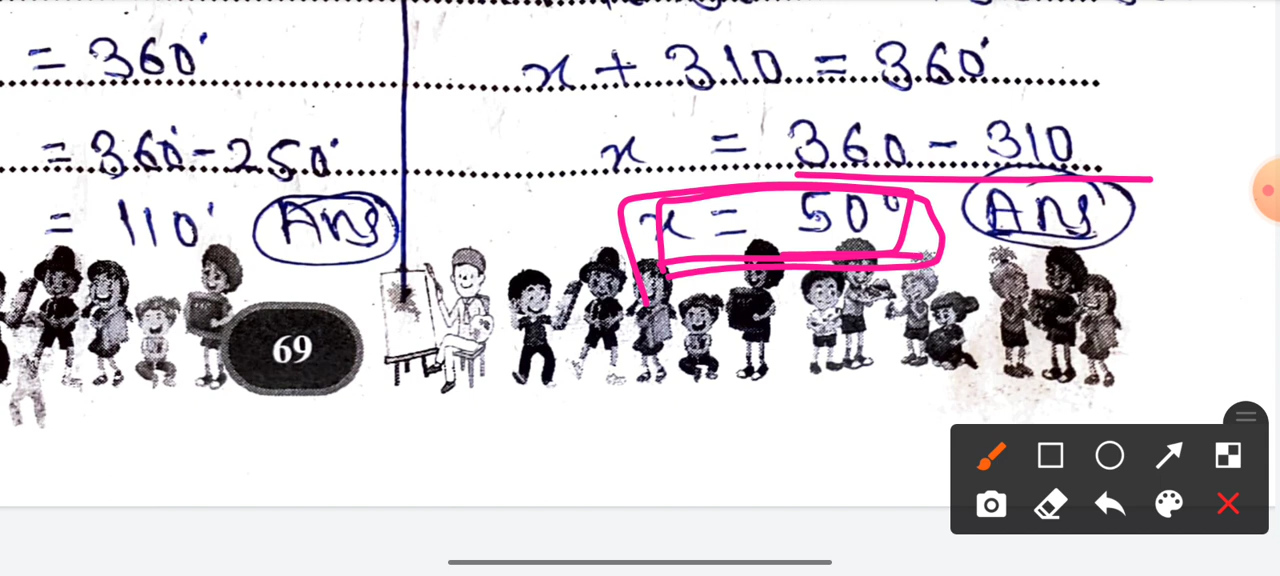 = 360°
= 360° - 250°
= 110° Ans
x + 310 = 360°
x = 360 - 310
x = 50° Ans
69